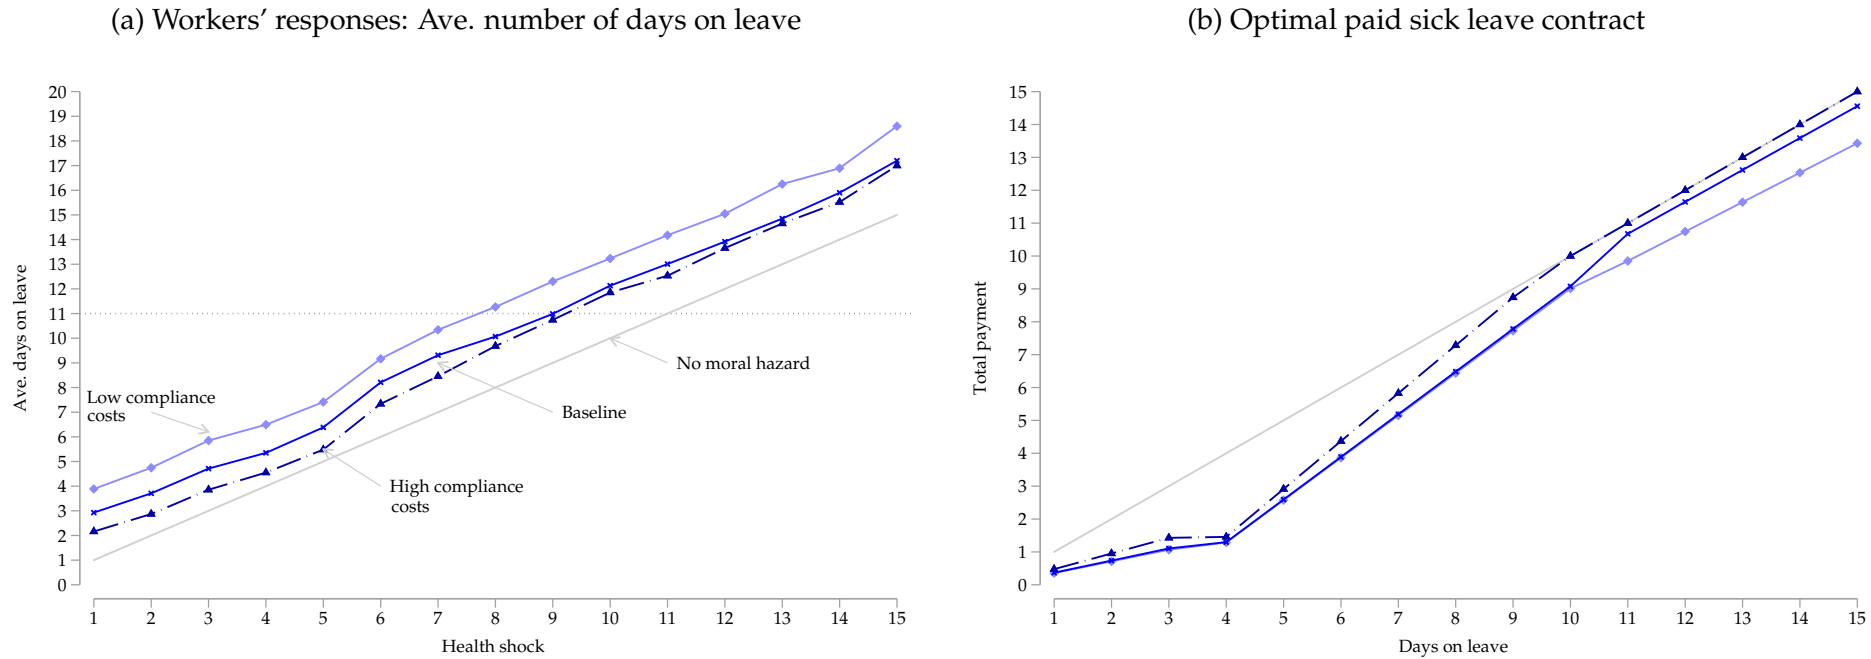 (a) Workers’ responses: Ave. number of days on leave
20
19
18
17
16
15
14
13
12
11
10
9
8
7
6
5
4
3
2
1
0
Ave. days on leave
Low compliance
costs
No moral hazard
Baseline
High compliance
costs
1 2 3 4 5 6 7 8 9 10 11 12 13 14 15
Health shock
(b) Optimal paid sick leave contract
15
14
13
12
11
10
9
8
7
6
5
4
3
2
1
0
Total payment
1 2 3 4 5 6 7 8 9 10 11 12 13 14 15
Days on leave